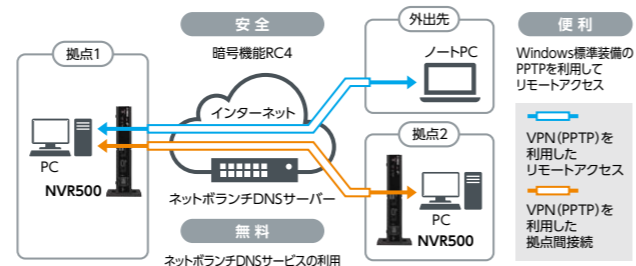 拠点1
PC
NVR500
安全
暗号機能RC4
インターネット
ネットボランチDNSサーバー
無料
ネットボランチDNSサービスの利用
外出先
ノートPC
拠点2
PC
NVR500
便利
Windows標準装備の
PPTPを利用して
リモートアクセス
VPN(PPTP)を
利用した
リモートアクセス
VPN(PPTP)を
利用した
拠点間接続